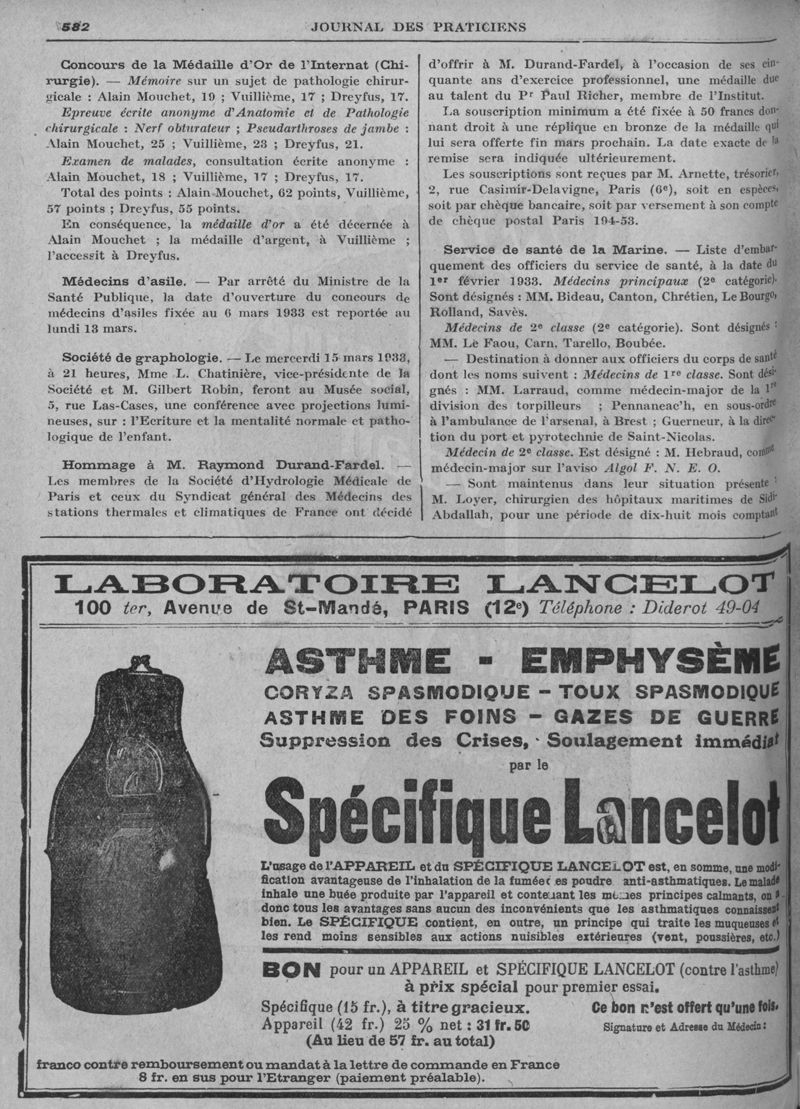 582
JOURNAL DES PRATICIENS
Concours de la Médaille d'Or de l'Internat (Chi-
rurgie). — Mémoire sur un sujet de pathologie chirur-
gicale : Alain Mouchet, 19 ; Vuillième, 17 ; Dreyfus, 17.
Epreuve écrite anonyme d'Anatomie et de Pathologie
chirurgicale : Nerf obturateur ; Pseudarthroses de jambe :
Alain Mouchet, 25 ; Vuillième, 23 ; Dreyfus, 21.
Examen de malades, consultation écrite anonyme :
Alain Mouchet, 18 ; Vuillième, 17 ; Dreyfus, 17.
Total des points : Alain Mouchet, 62 points, Vuillième,
57 points ; Dreyfus, 55 points.
En conséquence, la médaille d'or a été décernée à
Alain Mouchet ; la médaille d'argent, à Vuillième ;
l'accessit à Dreyfus.
Médecins d'asile. — Par arrêté du Ministre de la
Santé Publique, la date d'ouverture du concours de
médecins d'asiles fixée au 6 mars 1933 est reportée au
lundi 13 mars.
Société de graphologie. — Le mercredi 15 mars 1933,
à 21 heures, Mme L. Chatinière, vice-présidente de la
Société et M. Gilbert Robin, feront au Musée social,
5, rue Las-Cases, une conférence avec projections lumi-
neuses, sur : l'Ecriture et la mentalité normale et patho-
logique de l'enfant.
Hommage à M. Raymond Durand-Fardel. —
Les membres de la Société d'Hydrologie Médicale de
Paris et ceux du Syndicat général des Médecins des
stations thermales et climatiques de France ont décidé
d'offrir à M. Durand-Fardel, à l'occasion de ses cin-
quante ans d'exercice professionnel, une médaille due
au talent du Pr Paul Richer, membre de l'Institut.
La souscription minimum a été fixée à 50 francs don-
nant droit à une réplique en bronze de la médaille qui
lui sera offerte fin mars prochain. La date exacte de la
remise sera indiquée ultérieurement.
Les souscriptions sont reçues par M. Arnette, trésorier,
2, rue Casimir-Delavigne, Paris (6e), soit en espèces,
soit par chèque bancaire, soit par versement à son compte
de chèque postal Paris 194-53.
Service de santé de la Marine. — Liste d'embar-
quement des officiers du service de santé, à la date du
1er février 1933. Médecins principaux (2e catégorie).
Sont désignés : MM. Bideau, Canton, Chrétien, Le Bourgo,
Rolland, Savès.
Médecins de 2e classe (2e catégorie). Sont désignés :
MM. Le Faou, Carn, Tarello, Boubée.
— Destination à donner aux officiers du corps de santé
dont les noms suivent : Médecins de 1re classe. Sont dési-
gnés : MM. Larraud, comme médecin-major de la 1re
division des torpilleurs ; Pennaneac'h, en sous-ordre
à l'ambulance de l'arsenal, à Brest ; Guerneur, à la direc-
tion du port et pyrotechnie de Saint-Nicolas.
Médecin de 2e classe. Est désigné : M. Hebraud, comme
médecin-major sur l'aviso Algol F. N. E. O.
— Sont maintenus dans leur situation présente :
M. Loyer, chirurgien des hôpitaux maritimes de Sidi-
Abdallah, pour une période de dix-huit mois comptant
LABORATOIRE LANCELOT
100 ter, Avenue de St-Mandé, PARIS (12e) Téléphone : Diderot 49-04
ASTHME - EMPHYSÈME
CORYZA SPASMODIQUE - TOUX SPASMODIQUE
ASTHME DES FOINS - GAZES DE GUERRE
Suppression des Crises, - Soulagement immédiat
par le
Spécifique Lancelot
L'usage de l'APPAREIL et du SPÉCIFIQUE LANCELOT est, en somme, une modi-
fication avantageuse de l'inhalation de la fumée es poudre anti-asthmatiques. Le malade
inhale une buée produite par l'appareil et contenant les mêmes principes calmants, on a
donc tous les avantages sans aucun des inconvénients que les asthmatiques connaissent
bien. Le SPÉCIFIQUE contient, en outre, un principe qui traite les muqueuses et
les rend moins sensibles aux actions nuisibles extérieures (vent, poussières, etc.)
BON pour un APPAREIL et SPÉCIFIQUE LANCELOT (contre l'asthme)
à prix spécial pour premier essai.
Spécifique (15 fr.), à titre gracieux.
Appareil (42 fr.) 25 % net : 31 fr. 50
(Au lieu de 57 fr. au total)
Ce bon n'est offert qu'une fois.
Signature et Adresse du Médecin :
franco contre remboursement ou mandat à la lettre de commande en France
8 fr. en sus pour l'Etranger (paiement préalable).